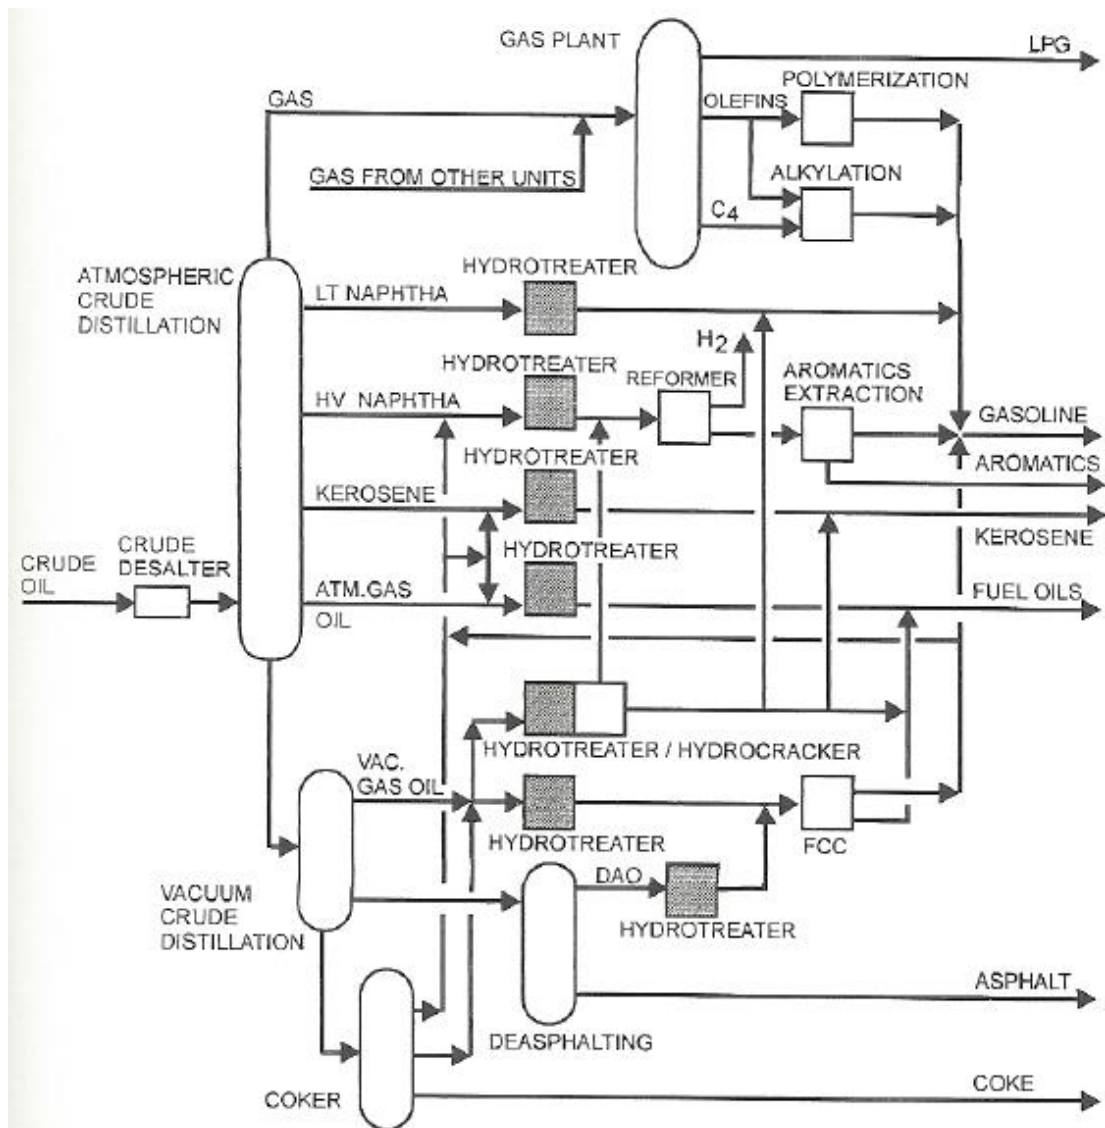 GAS PLANT
LPG
POLYMERIZATION
GAS
OLEFINS
GAS FROM OTHER UNITS
ALKYLATION
C4
ATMOSPHERIC
CRUDE
DISTILLATION
HYDROTREATER
LT NAPHTHA
H2
HYDROTREATER
REFORMER
AROMATICS
EXTRACTION
HV NAPHTHA
GASOLINE
HYDROTREATER
AROMATICS
KEROSENE
KEROSENE
HYDROTREATER
CRUDE
OIL
CRUDE
DESALTER
ATM.GAS
OIL
FUEL OILS
HYDROTREATER / HYDROCRACKER
VAC.
GAS OIL
HYDROTREATER
FCC
DAO
VACUUM
CRUDE
DISTILLATION
HYDROTREATER
ASPHALT
DEASPHALTING
COKER
COKE